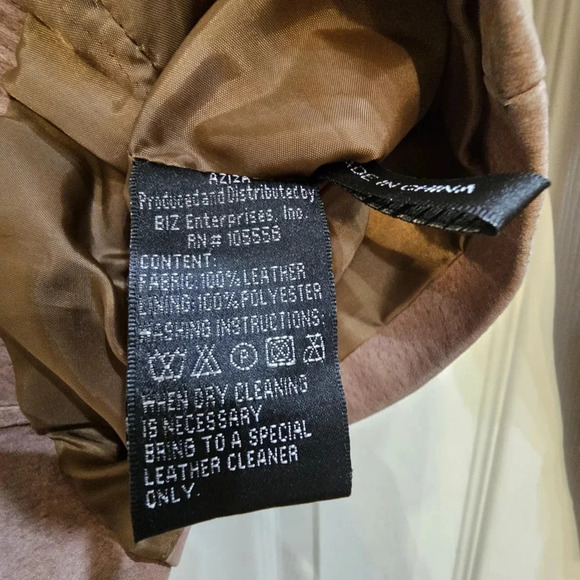 AZIZA
Produced and Distributed by
BIZ Enterprises, Inc.
RN# 105556
CONTENT:
FABRIC:100% LEATHER
LINING:100% POLYESTER
WASHING INSTRUCTIONS:
P
WHEN DRY CLEANING
IS NECESSARY
BRING TO A SPECIAL
LEATHER CLEANER
ONLY.
MADE IN CHINA